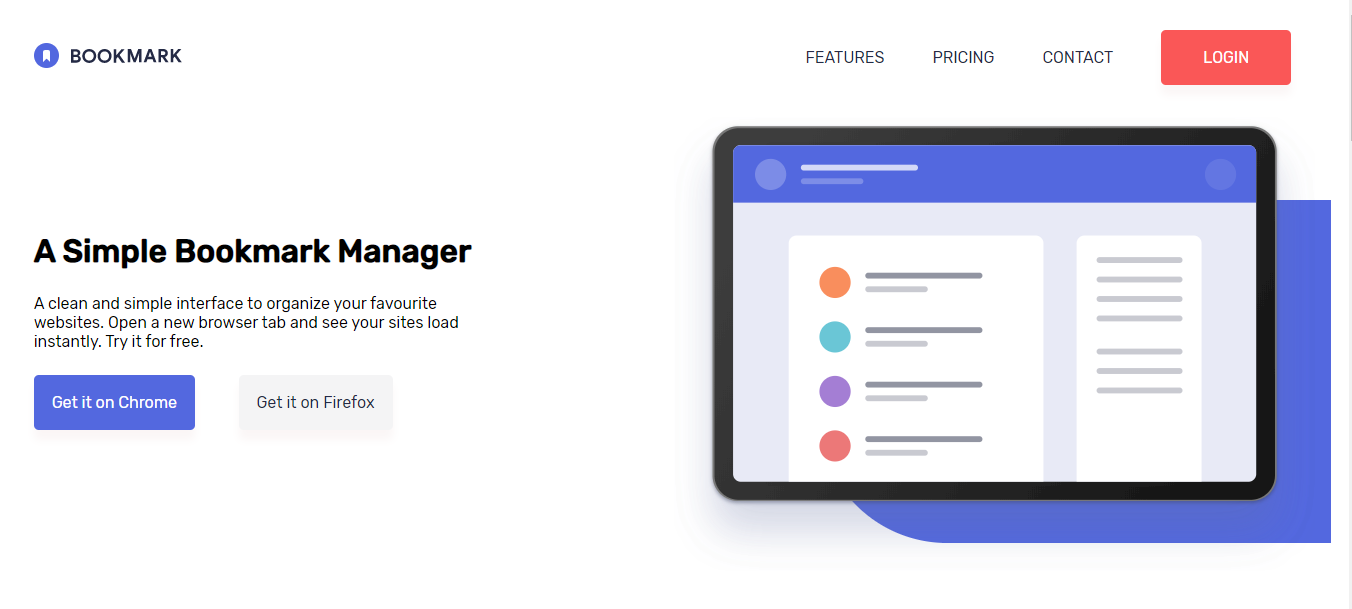 BOOKMARK
FEATURES PRICING CONTACT LOGIN
A Simple Bookmark Manager
A clean and simple interface to organize your favourite
websites. Open a new browser tab and see your sites load
instantly. Try it for free.
Get it on Chrome Get it on Firefox